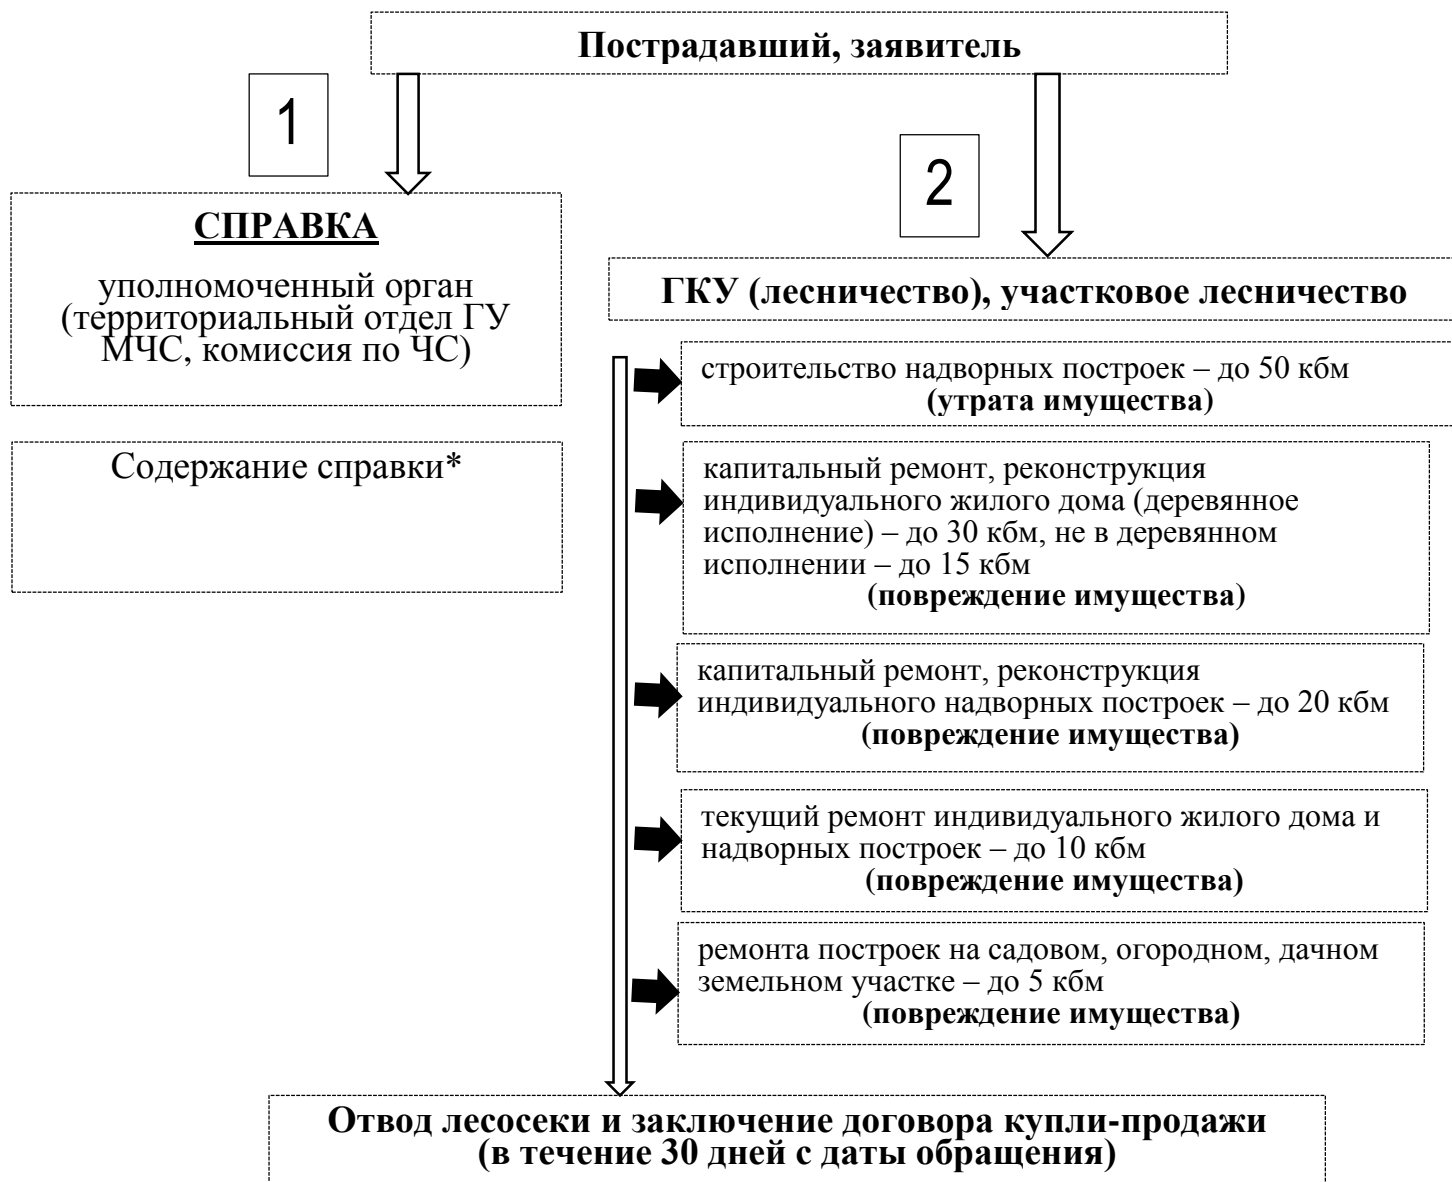 Пострадавший, заявитель
1
2
СПРАВКА
уполномоченный орган
(территориальный отдел ГУ
МЧС, комиссия по ЧС)
Содержание справки*
ГКУ (лесничество), участковое лесничество
строительство надворных построек – до 50 кбм
(утрата имущества)
капитальный ремонт, реконструкция
индивидуального жилого дома (деревянное
исполнение) – до 30 кбм, не в деревянном
исполнении – до 15 кбм
(повреждение имущества)
капитальный ремонт, реконструкция
индивидуального надворных построек – до 20 кбм
(повреждение имущества)
текущий ремонт индивидуального жилого дома и
надворных построек – до 10 кбм
(повреждение имущества)
ремонта построек на садовом, огородном, дачном
земельном участке – до 5 кбм
(повреждение имущества)
Отвод лесосеки и заключение договора купли-продажи
(в течение 30 дней с даты обращения)